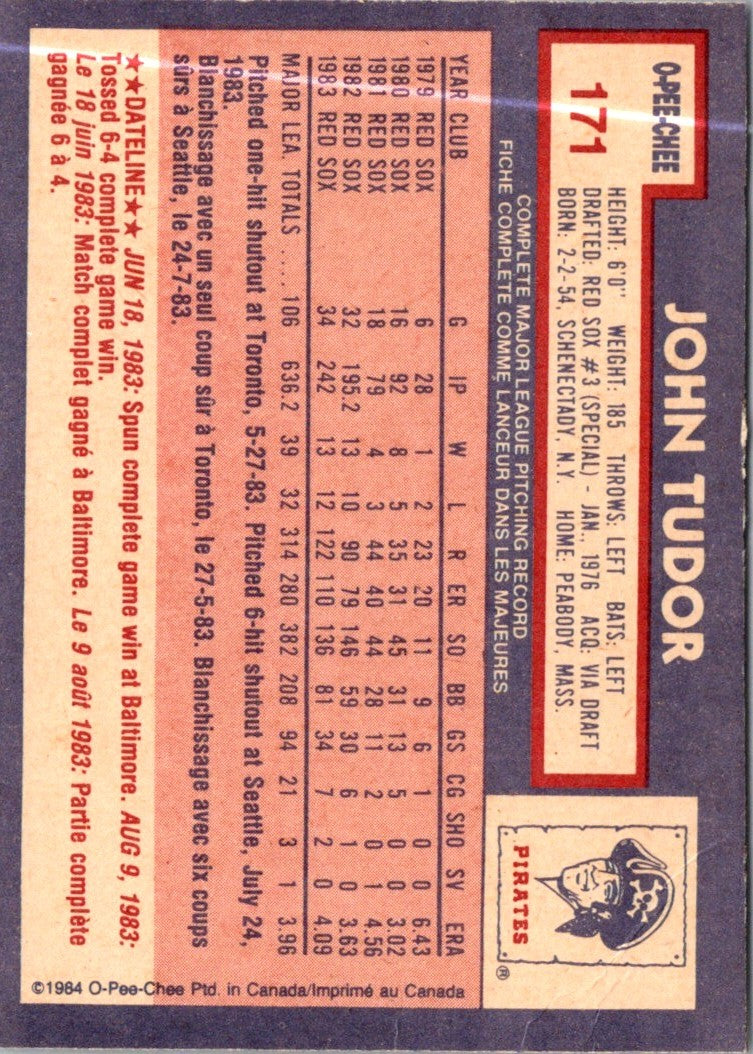 O-PEE-CHEE
171
JOHN TUDOR
HEIGHT: 6'0" WEIGHT: 185 THROWS: LEFT BATS: LEFT
DRAFTED: RED SOX #3 (SPECIAL) - JAN., 1976 ACQ. VIA DRAFT
BORN: 2-2-54, SCHENECTADY, N.Y. HOME: PEABODY, MASS.
PIRATES
®
COMPLETE MAJOR LEAGUE PITCHING RECORD
FICHE COMPLÈTE COMME LANCEUR DANS LES MAJEURES
YEAR CLUB G IP W L R ER SO BB GS CG SHO SV ERA
1979 RED SOX 6 28 1 2 23 20 11 9 6 1 0 0 6.43
1980 RED SOX 16 92 8 5 35 31 45 31 13 5 0 0 3.02
1981 RED SOX 18 79 4 3 44 40 44 28 11 2 0 1 4.56
1982 RED SOX 32 195.2 13 10 90 79 146 59 30 6 1 0 3.63
1983 RED SOX 34 242 13 12 122 110 136 81 34 7 2 0 4.09
MAJOR LEA. TOTALS .... 106 636.2 39 32 314 280 382 208 94 21 3 1 3.96
Pitched one-hit shutout at Toronto, 5-27-83. Pitched 6-hit shutout at Seattle, July 24,
1983.
Blanchissage avec un seul coup sûr à Toronto, le 27-5-83. Blanchissage avec six coups
sûrs à Seattle, le 24-7-83.
★★DATELINE★★ JUN 18, 1983: Spun complete game win at Baltimore. AUG 9, 1983:
Tossed 6-4 complete game win.
Le 18 juin 1983: Match complet gagné à Baltimore. Le 9 août 1983: Partie complète
gagnée 6 à 4.
©1984 O-Pee-Chee Ptd. in Canada/Imprimé au Canada